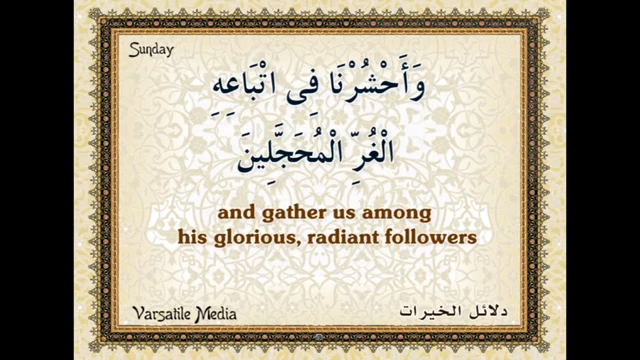 Sunday
وَأَحْشُرْنَا فِى اتْبَاعِهِ
الْغُرِّ الْمُحَجَّلِينَ
and gather us among
his glorious, radiant followers
Varsatile Media
دلائل الخيرات